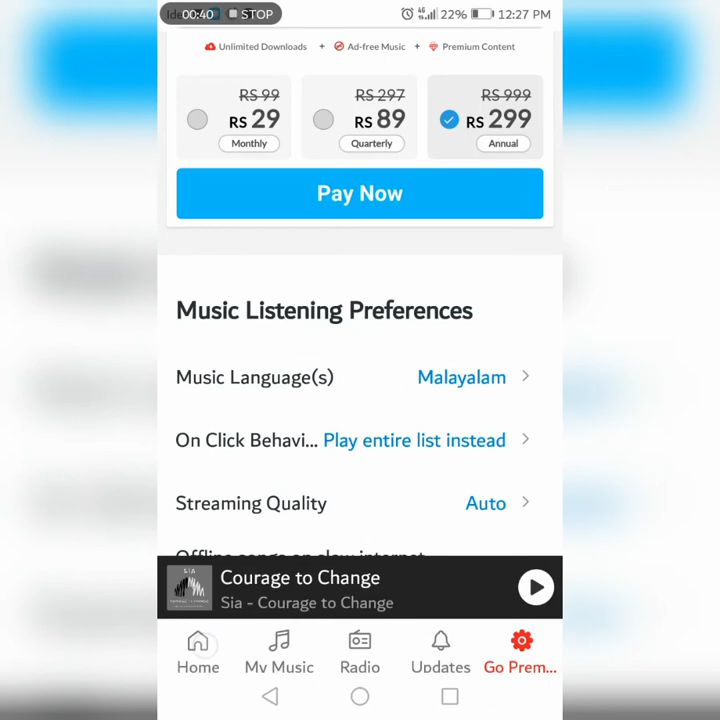 Ide
00:40 STOP
4G 22% 12:27 PM
Unlimited Downloads + Ad-free Music + Premium Content
RS 99 RS 297 RS 999
RS 29 RS 89 RS 299
Monthly Quarterly Annual
Pay Now
Music Listening Preferences
Music Language(s) Malayalam
On Click Behavi... Play entire list instead
Streaming Quality Auto
Offline songs on slow internet
SIA
Courage to Change
Sia - Courage to Change
Home My Music Radio Updates Go Prem...